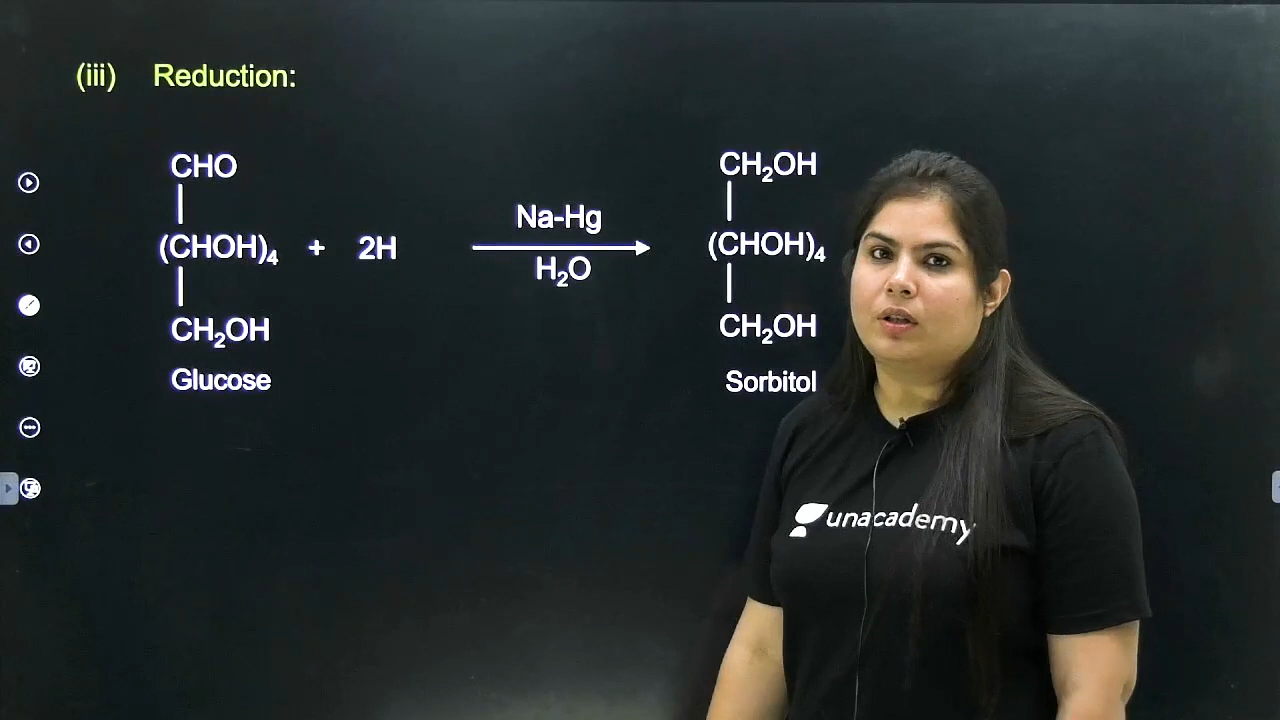 (iii) Reduction:
CHO
(CHOH)₄ + 2H
CH₂OH
Glucose
Na-Hg
H₂O
CH₂OH
(CHOH)₄
CH₂OH
Sorbitol
unacademy